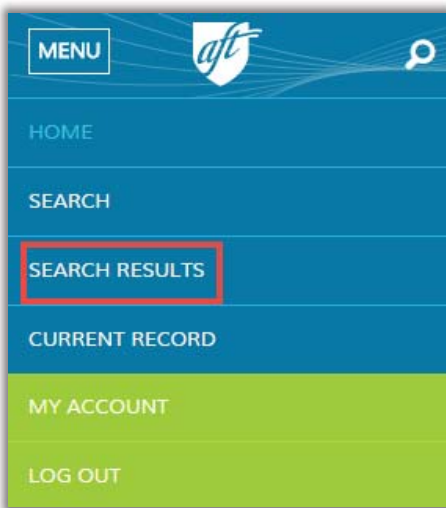 MENU
aft
HOME
SEARCH
SEARCH RESULTS
CURRENT RECORD
MY ACCOUNT
LOG OUT